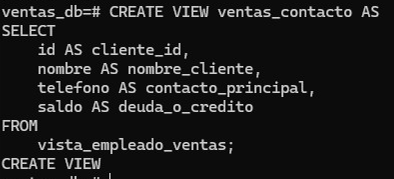 ventas_db=# CREATE VIEW ventas_contacto AS
SELECT
    id AS cliente_id,
    nombre AS nombre_cliente,
    telefono AS contacto_principal,
    saldo AS deuda_o_credito
FROM
    vista_empleado_ventas;
CREATE VIEW
ventas_db=#